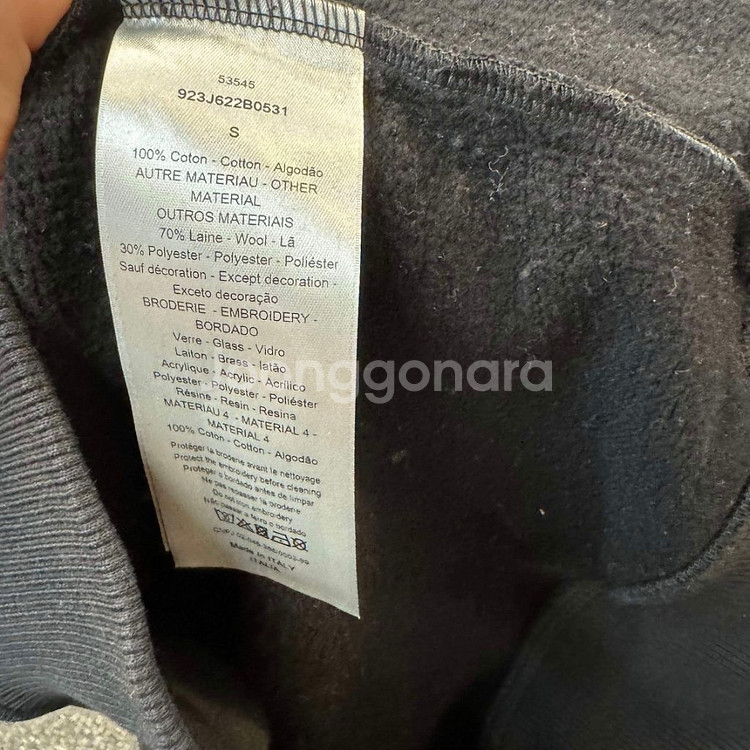 53545
923J622B0531
S
100% Coton - Cotton - Algodão
AUTRE MATERIAU - OTHER
MATERIAL
OUTROS MATERIAIS
70% Laine - Wool - Lã
30% Polyester - Polyester - Poliéster
Sauf décoration - Except decoration -
Exceto decoração
BRODERIE - EMBROIDERY -
BORDADO
Verre - Glass - Vidro
Laiton - Brass - latão
Acrylique - Acrylic - Acrílico
Polyester - Polyester - Poliéster
Résine - Resin - Resina
MATERIAU 4 - MATERIAL 4 -
MATERIAL 4
100% Coton - Cotton - Algodão
Protéger la broderie avant le nettoyage
Protect the embroidery before cleaning
Proteger o bordado antes de limpar
Ne pas repasser la broderie
Do not iron embroidery
Não passar a ferro o bordado
Made in ITALY
ITALIA